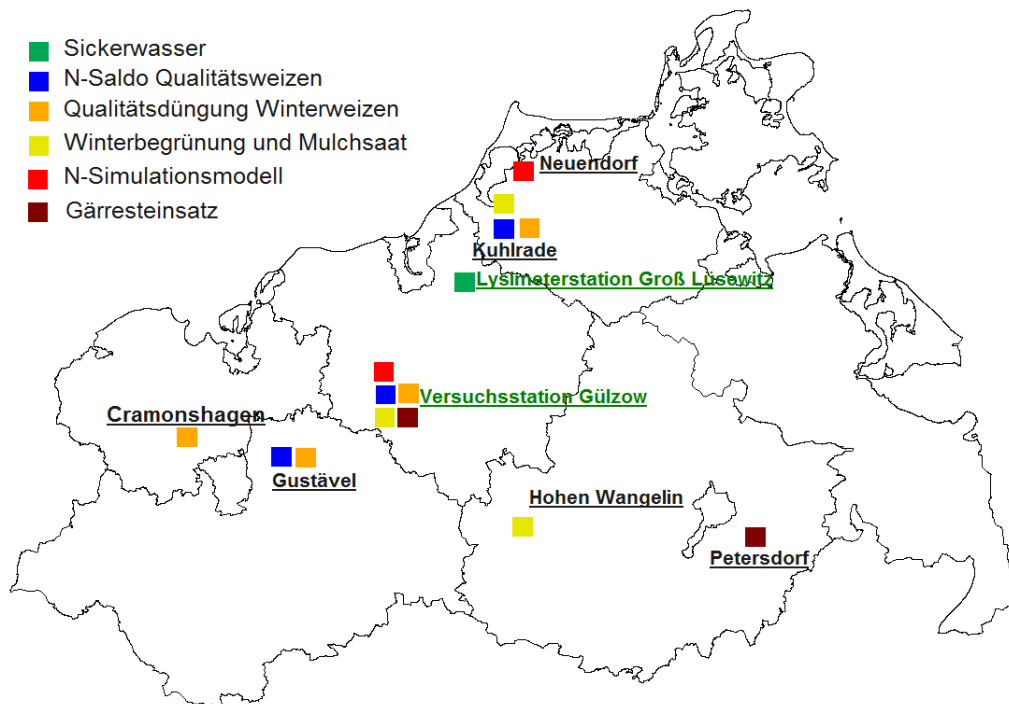 Sickerwasser
N-Saldo Qualitätsweizen
Qualitätsdüngung Winterweizen
Winterbegrünung und Mulchsaat
N-Simulationsmodell
Gärresteinsatz
Neuendorf
Kuhlrade
Lysimeterstation Groß Lüsewitz
Versuchsstation Gülzow
Cramonshagen
Gustävel
Hohen Wangelin
Petersdorf